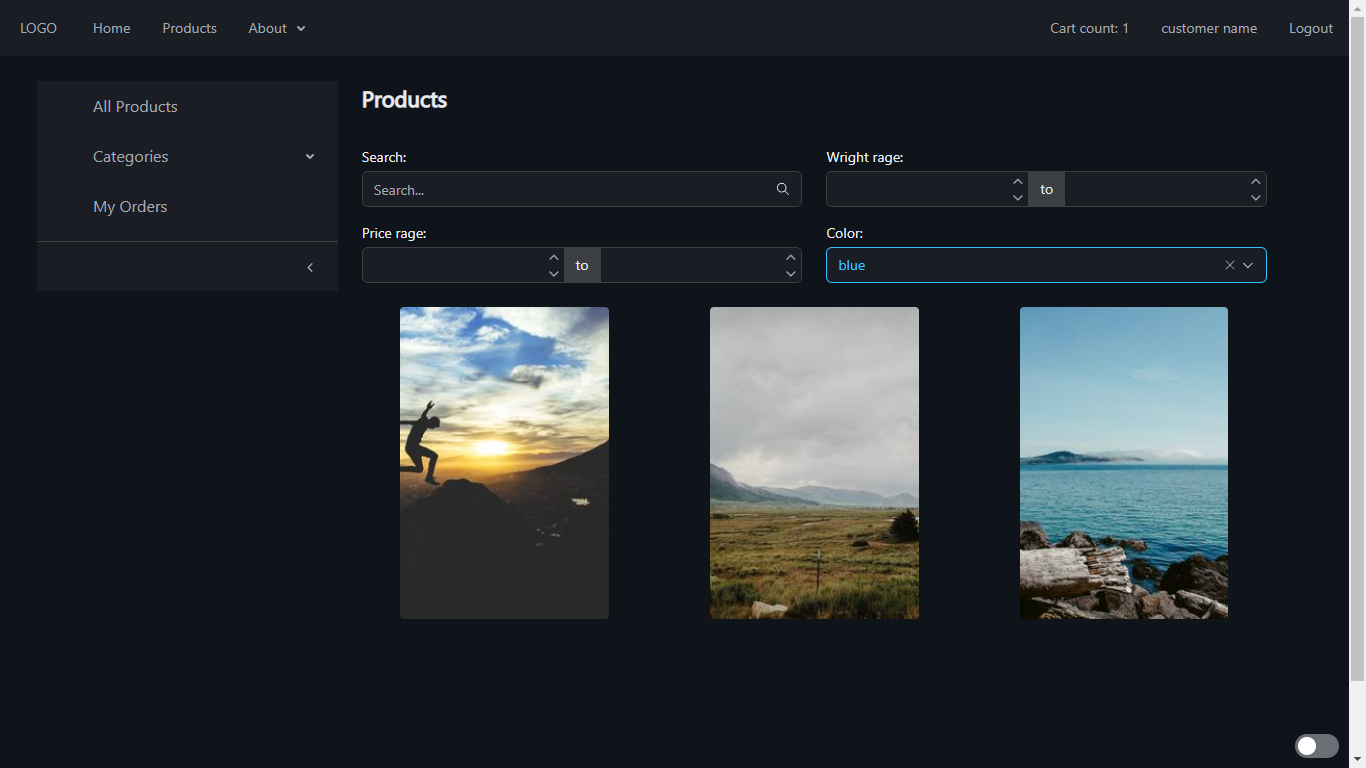 LOGO Home Products About Cart count: 1 customer name Logout
All Products
Categories
My Orders
Products
Search: Wright rage:
Search... to
Price rage: Color:
to blue